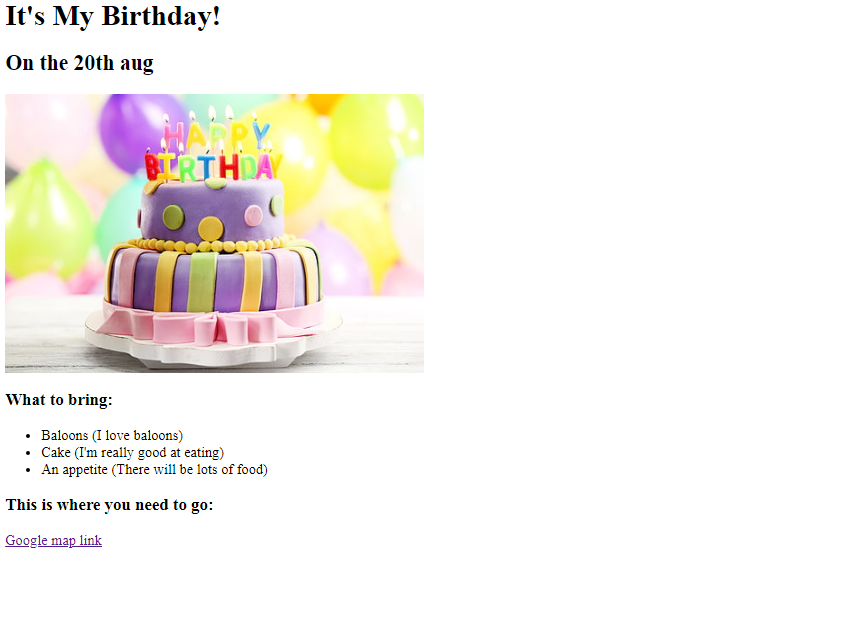 It's My Birthday!
On the 20th aug
HAPPY
BIRTHDAY
What to bring:
Baloons (I love baloons)
Cake (I'm really good at eating)
An appetite (There will be lots of food)
This is where you need to go:
Google map link